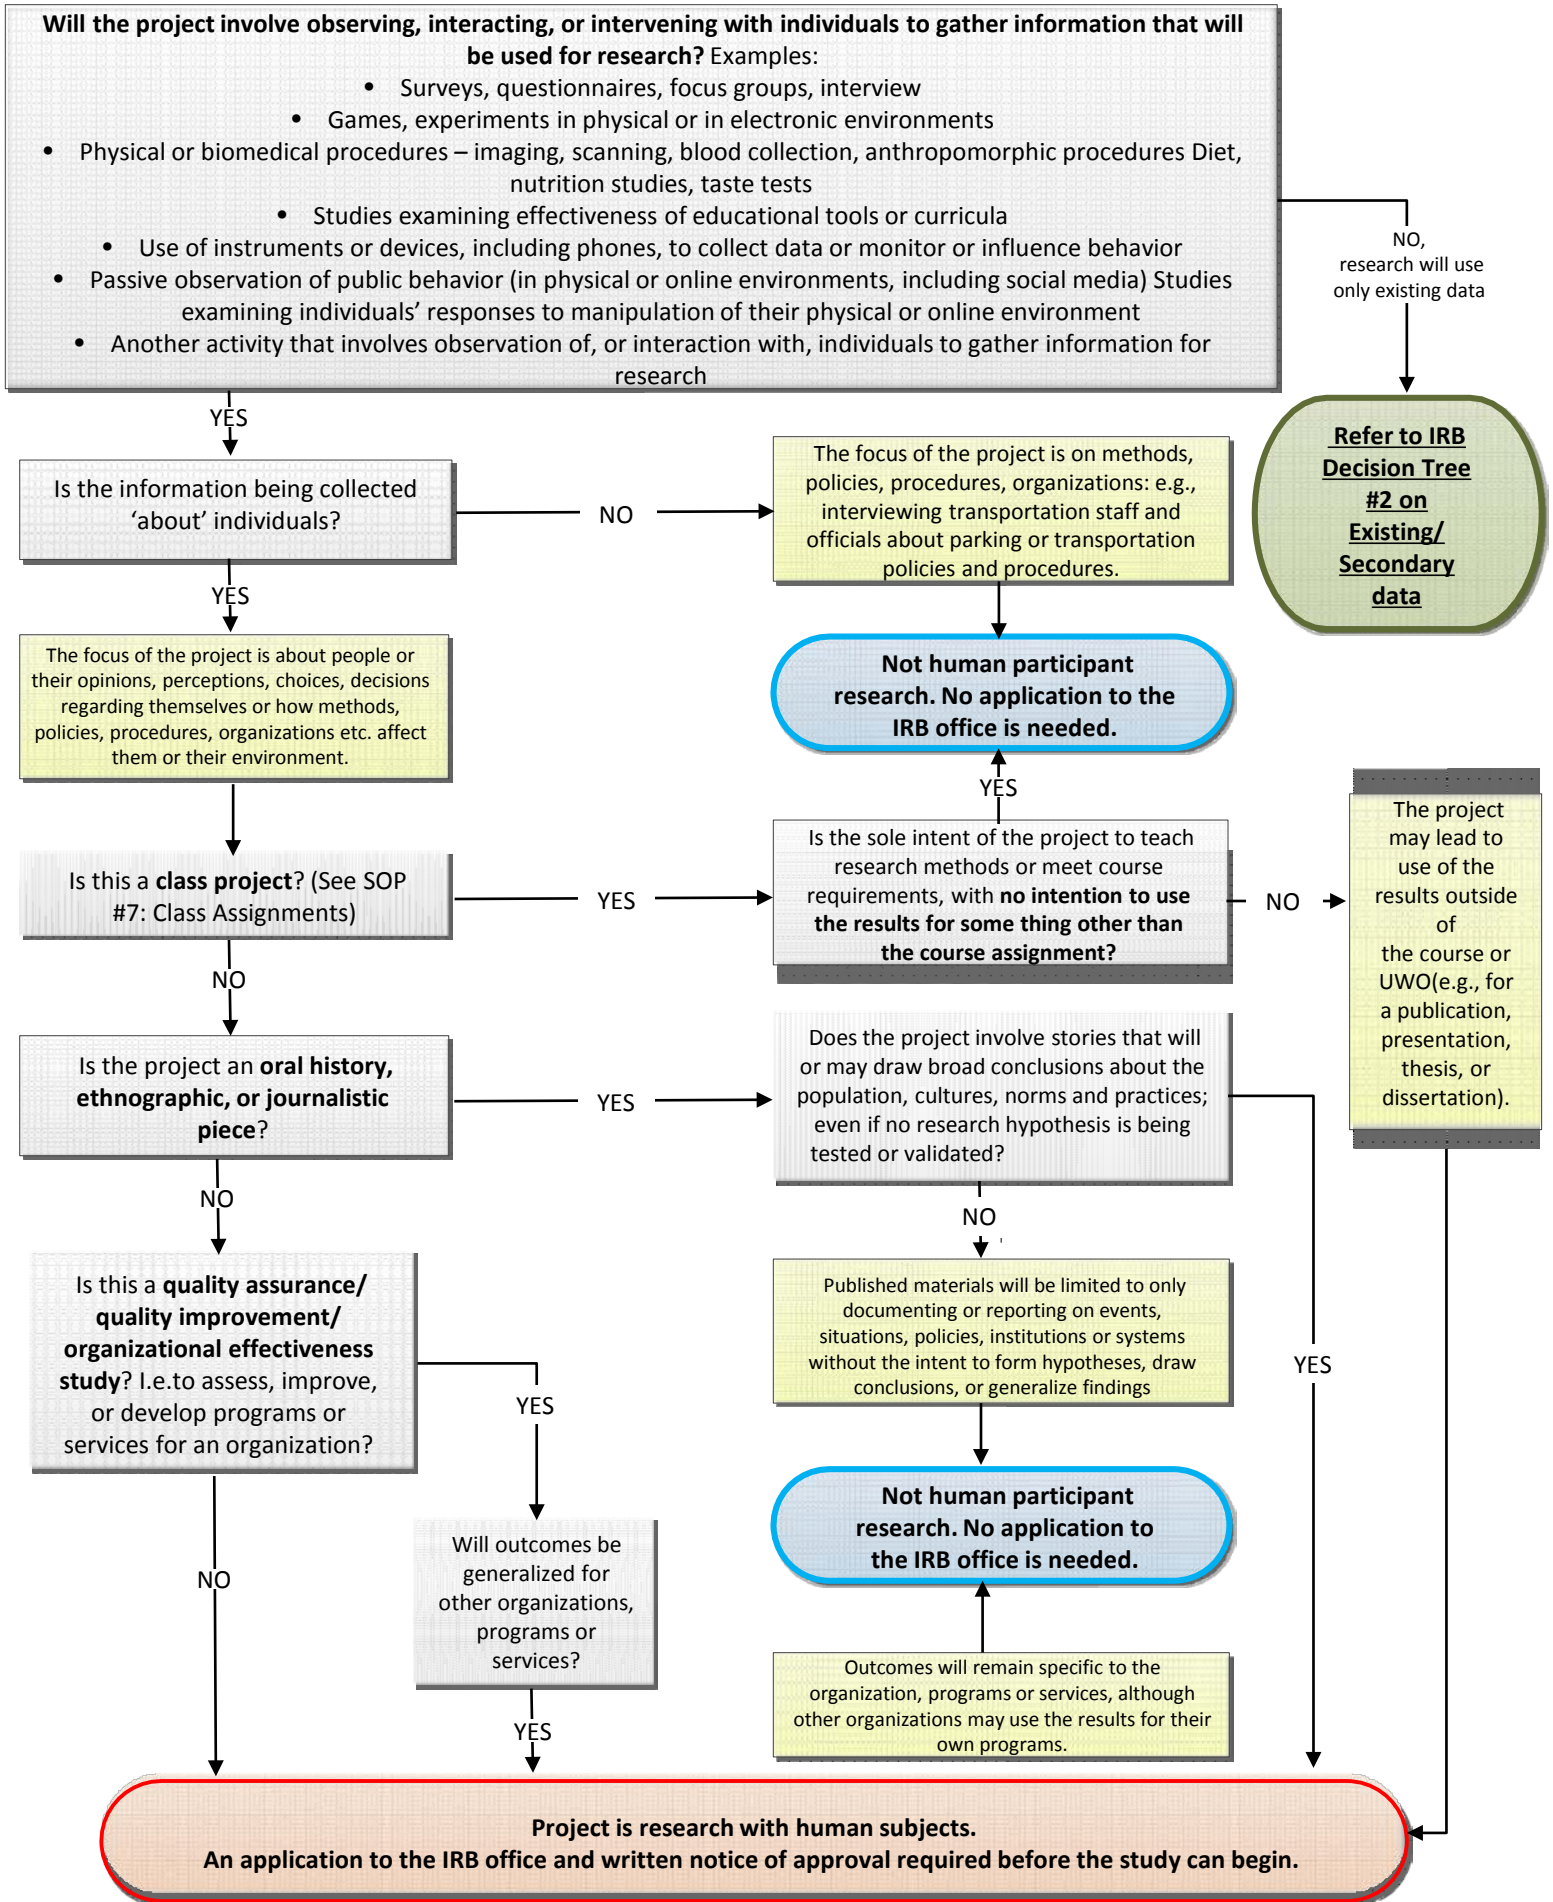 Will the project involve observing, interacting, or intervening with individuals to gather information that will
be used for research? Examples:
• Surveys, questionnaires, focus groups, interview
• Games, experiments in physical or in electronic environments
• Physical or biomedical procedures – imaging, scanning, blood collection, anthropomorphic procedures Diet,
nutrition studies, taste tests
• Studies examining effectiveness of educational tools or curricula
• Use of instruments or devices, including phones, to collect data or monitor or influence behavior
• Passive observation of public behavior (in physical or online environments, including social media) Studies
examining individuals’ responses to manipulation of their physical or online environment
• Another activity that involves observation of, or interaction with, individuals to gather information for
research
NO,
research will use
only existing data
Refer to IRB
Decision Tree
#2 on
Existing/
Secondary
data
YES
Is the information being collected
‘about’ individuals?
NO
The focus of the project is on methods,
policies, procedures, organizations: e.g.,
interviewing transportation staff and
officials about parking or transportation
policies and procedures.
Not human participant
research. No application to the
IRB office is needed.
YES
The focus of the project is about people or
their opinions, perceptions, choices, decisions
regarding themselves or how methods,
policies, procedures, organizations etc. affect
them or their environment.
Is this a class project? (See SOP
#7: Class Assignments)
YES
Is the sole intent of the project to teach
research methods or meet course
requirements, with no intention to use
the results for some thing other than
the course assignment?
YES
NO
The project
may lead to
use of the
results outside
of
the course or
UWO(e.g., for
a publication,
presentation,
thesis, or
dissertation).
NO
Is the project an oral history,
ethnographic, or journalistic
piece?
YES
Does the project involve stories that will
or may draw broad conclusions about the
population, cultures, norms and practices;
even if no research hypothesis is being
tested or validated?
YES
NO
Published materials will be limited to only
documenting or reporting on events,
situations, policies, institutions or systems
without the intent to form hypotheses, draw
conclusions, or generalize findings
Not human participant
research. No application to
the IRB office is needed.
NO
Is this a quality assurance/
quality improvement/
organizational effectiveness
study? I.e.to assess, improve,
or develop programs or
services for an organization?
YES
Will outcomes be
generalized for
other organizations,
programs or
services?
Outcomes will remain specific to the
organization, programs or services, although
other organizations may use the results for their
own programs.
NO
YES
Project is research with human subjects.
An application to the IRB office and written notice of approval required before the study can begin.